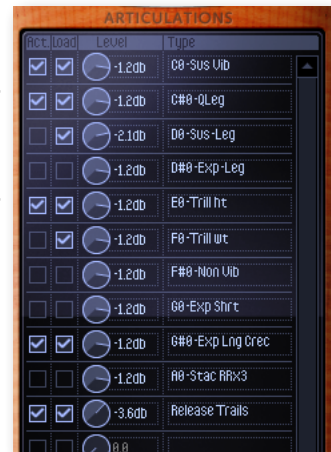 ARTICULATIONS
Act. Load Level Type
-1.2db C0-Sus Vib
-1.2db C#0-QLeg
-2.1db D0-Sus-Leg
-1.2db D#0-Exp-Leg
-1.2db E0-Trill ht
-1.2db F0-Trill wt
-1.2db F#0-Non Vib
-1.2db G0-Exp Shrt
-1.2db G#0-Exp Lng Crec
-1.2db A0-Stac RRx3
-3.6db Release Trails
0.0